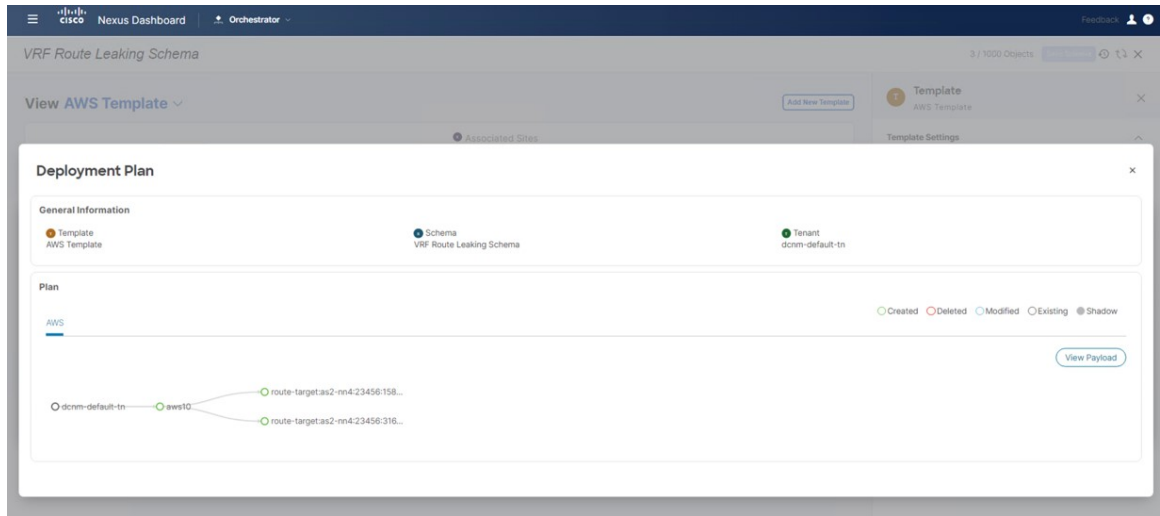 cisco Nexus Dashboard Orchestrator Feedback
VRF Route Leaking Schema 3 / 1000 Objects
View AWS Template Add New Template
Template
AWS Template
Associated Sites
Template Settings
Deployment Plan
General Information
Template Schema Tenant
AWS Template VRF Route Leaking Schema dcnm-default-tn
Plan
AWS Created Deleted Modified Existing Shadow
View Payload
route-target:as2-nn4:23456:158...
dcnm-default-tn aws10
route-target:as2-nn4:23456:316...